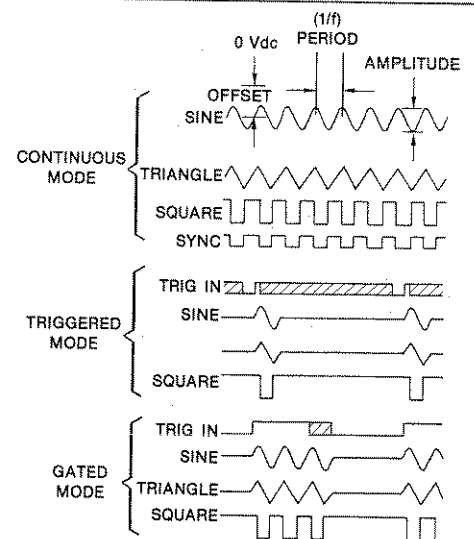 (1/f)
0 Vdc
PERIOD
AMPLITUDE
OFFSET
SINE
CONTINUOUS
MODE
TRIANGLE
SQUARE
SYNC
TRIG IN
TRIGGERED
MODE
SINE
SQUARE
TRIG IN
GATED
MODE
SINE
TRIANGLE
SQUARE